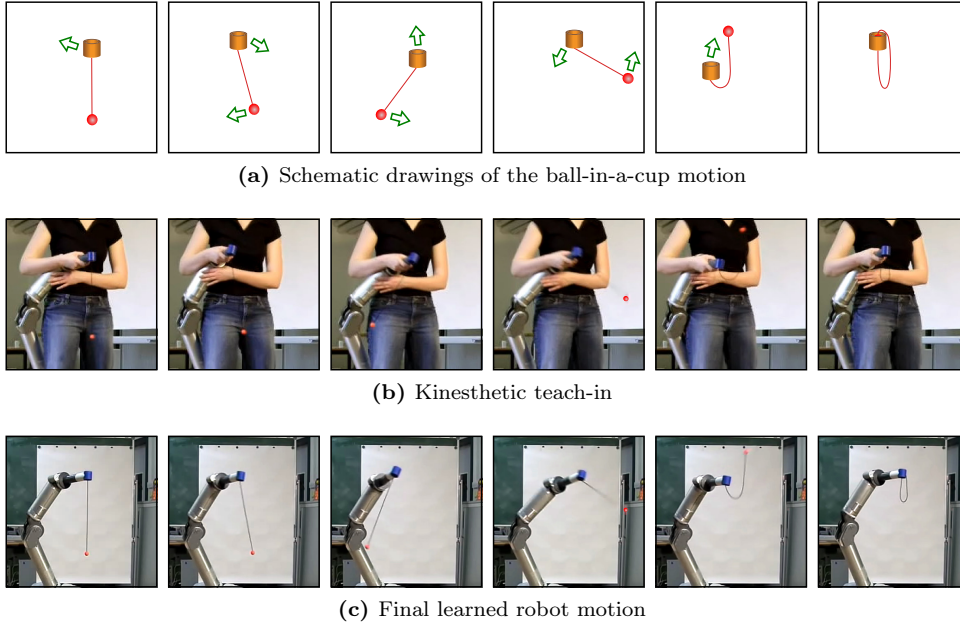 (a) Schematic drawings of the ball-in-a-cup motion
(b) Kinesthetic teach-in
(c) Final learned robot motion